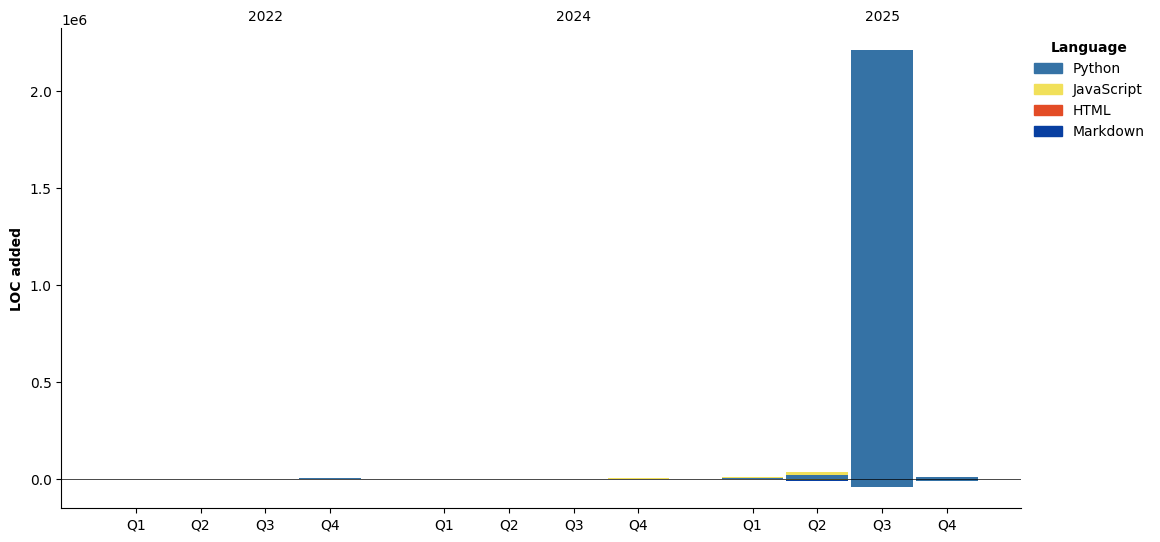 2022 2024 2025
1e6
Language
Python
JavaScript
HTML
Markdown
2.0
1.5
1.0
0.5
0.0
LOC added
Q1 Q2 Q3 Q4 Q1 Q2 Q3 Q4 Q1 Q2 Q3 Q4